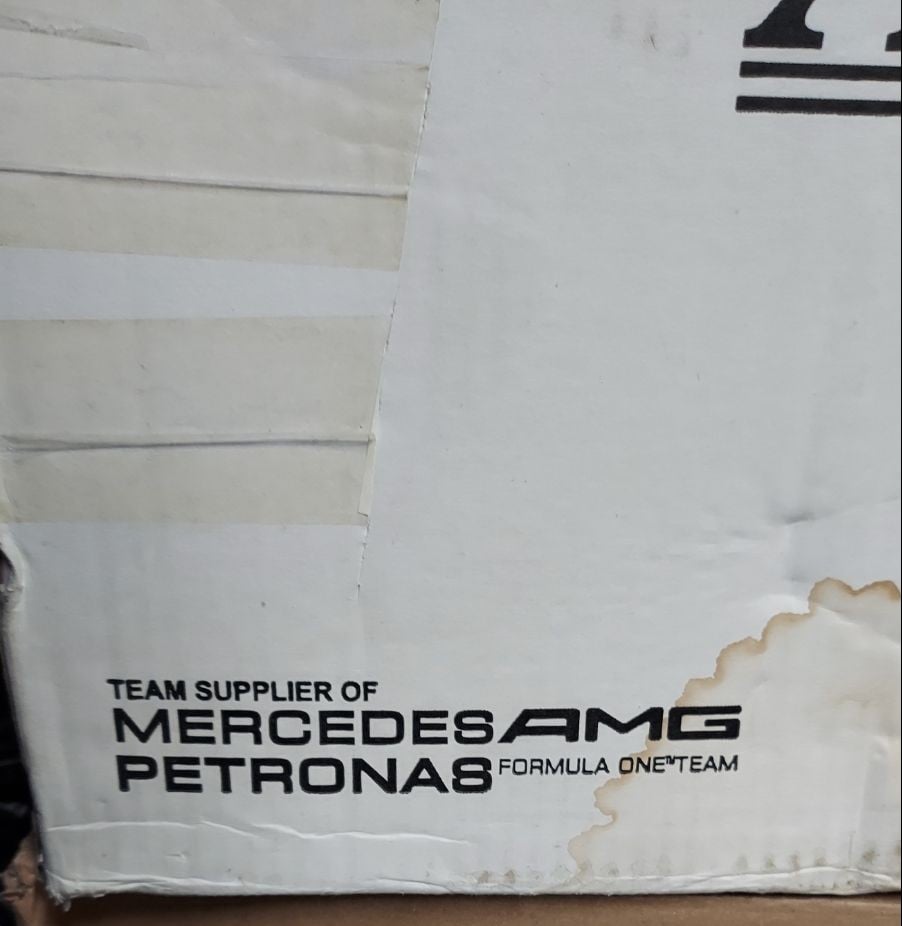 TEAM SUPPLIER OF
MERCEDES AMG
PETRONAS FORMULA ONE™ TEAM